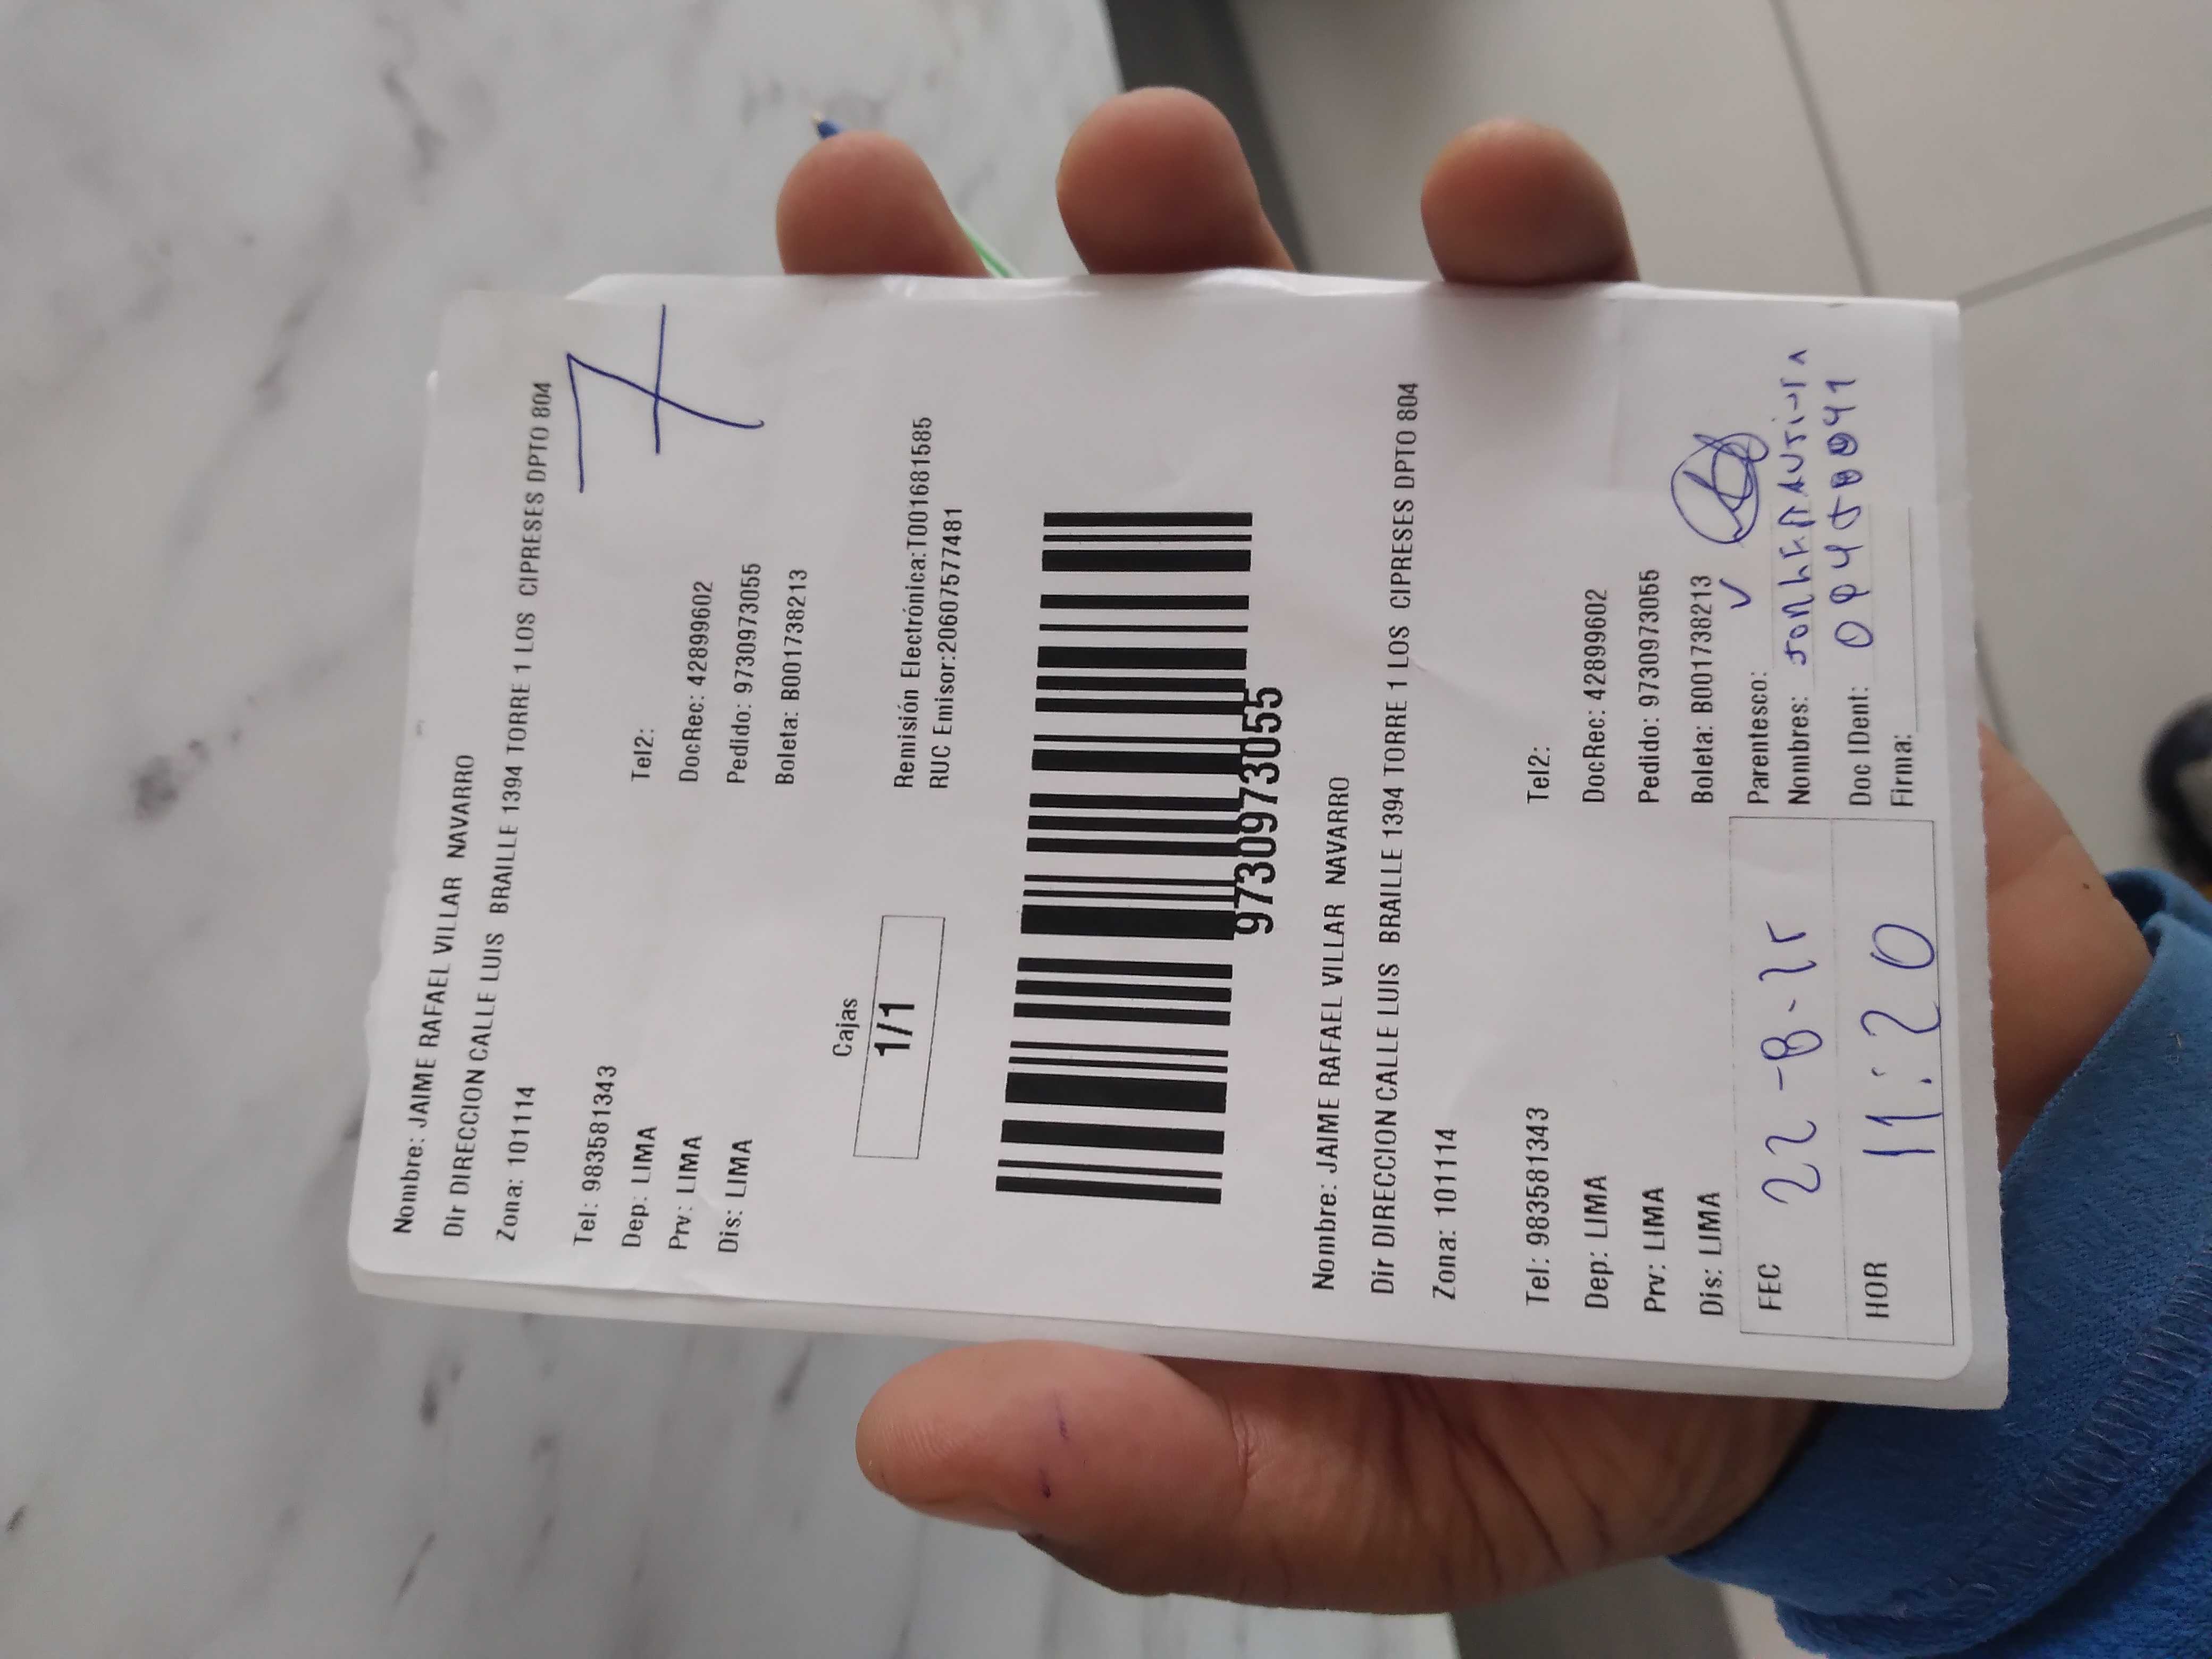 Nombre: JAIME RAFAEL VILLAR NAVARRO
Dir DIRECCION CALLE LUIS BRAILLE 1394 TORRE 1 LOS CIPRESES DPTO 804
Zona: 101114
7
Tel: 983581343 Tel2:
Dep: LIMA DocRec: 42899602
Prv: LIMA Pedido: 9730973055
Dis: LIMA Boleta: B001738213
Cajas
1/1
Remisión Electrónica:T001681585
RUC Emisor:20607577481
9730973055
Nombre: JAIME RAFAEL VILLAR NAVARRO
Dir DIRECCION CALLE LUIS BRAILLE 1394 TORRE 1 LOS CIPRESES DPTO 804
Zona: 101114
Tel: 983581343 Tel2:
Dep: LIMA DocRec: 42899602
Prv: LIMA Pedido: 9730973055
Dis: LIMA Boleta: B001738213
FEC 22-8-25 Parentesco:
Nombres:
HOR 11:20 Doc IDent:
Firma: